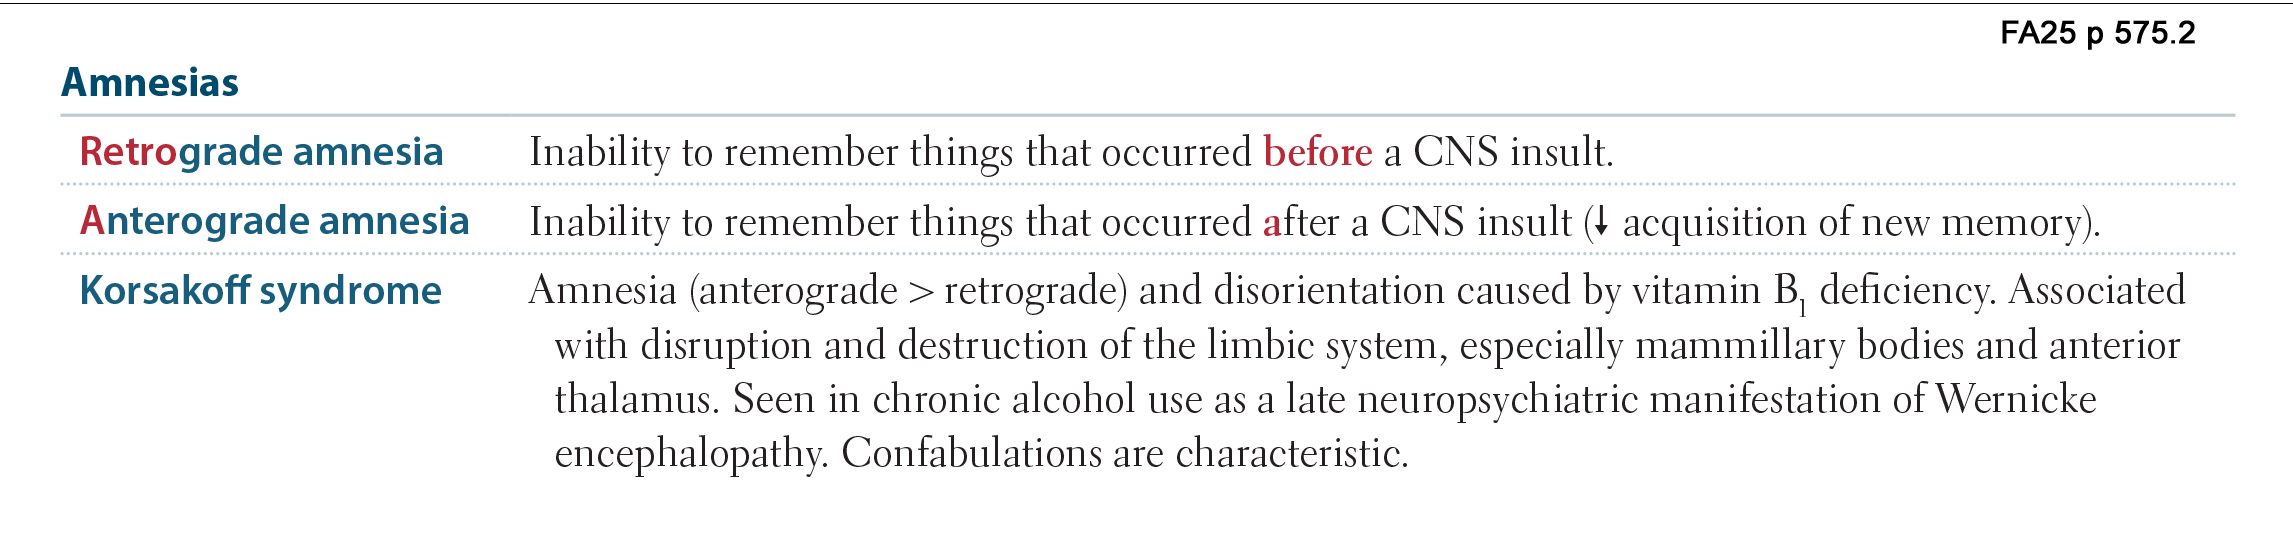 FA25 p 575.2
Amnesias
Retrograde amnesia Inability to remember things that occurred before a CNS insult.
Anterograde amnesia Inability to remember things that occurred after a CNS insult (↓ acquisition of new memory).
Korsakoff syndrome Amnesia (anterograde > retrograde) and disorientation caused by vitamin B₁ deficiency. Associated
with disruption and destruction of the limbic system, especially mammillary bodies and anterior
thalamus. Seen in chronic alcohol use as a late neuropsychiatric manifestation of Wernicke
encephalopathy. Confabulations are characteristic.